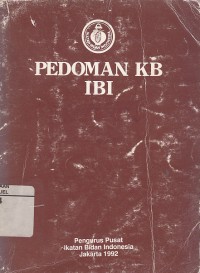 PEDOMAN KB
IBI
Pengurus Pusat
Ikatan Bidan Indonesia
Jakarta 1992